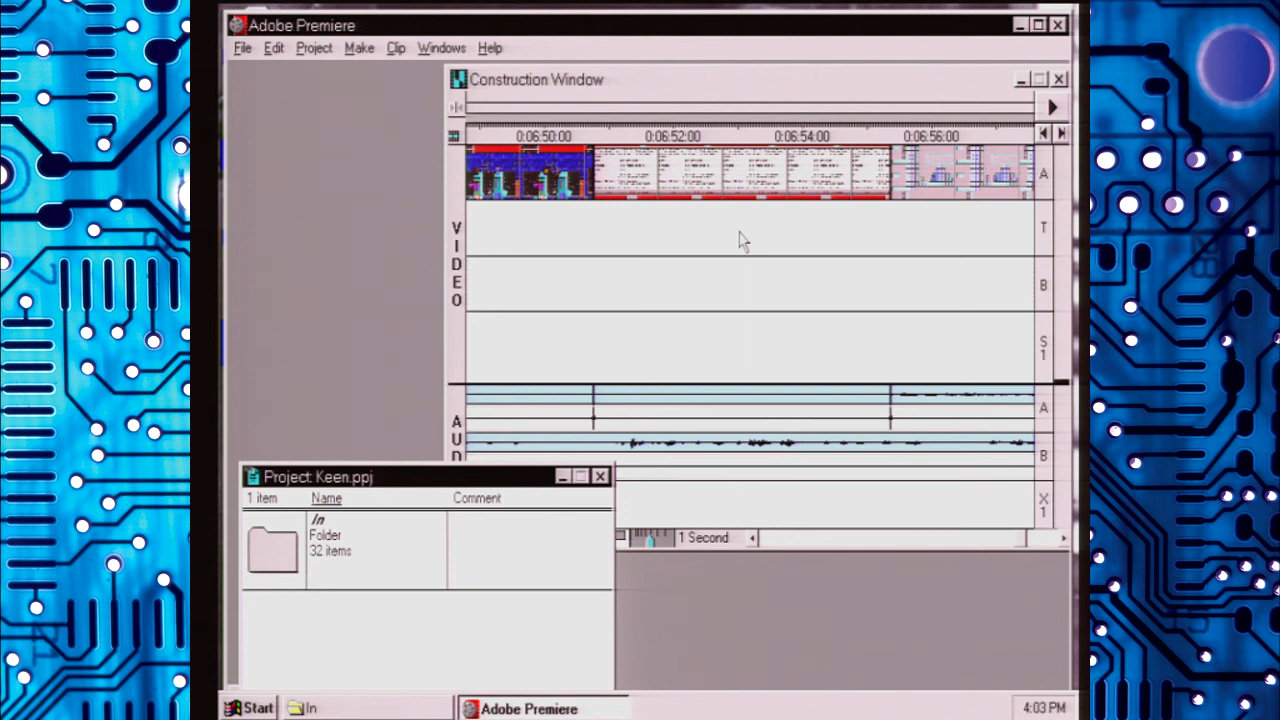 Adobe Premiere
File Edit Project Make Clip Windows Help
Construction Window
0:06:50:00 0:06:52:00 0:06:54:00 0:06:56:00
A
T
B
S
1
VIDEO
A
B
X
1
AUD
1 Second
Project: Keen.ppj
1 item Name Comment
In
Folder
32 items
Start In Adobe Premiere 4:03 PM